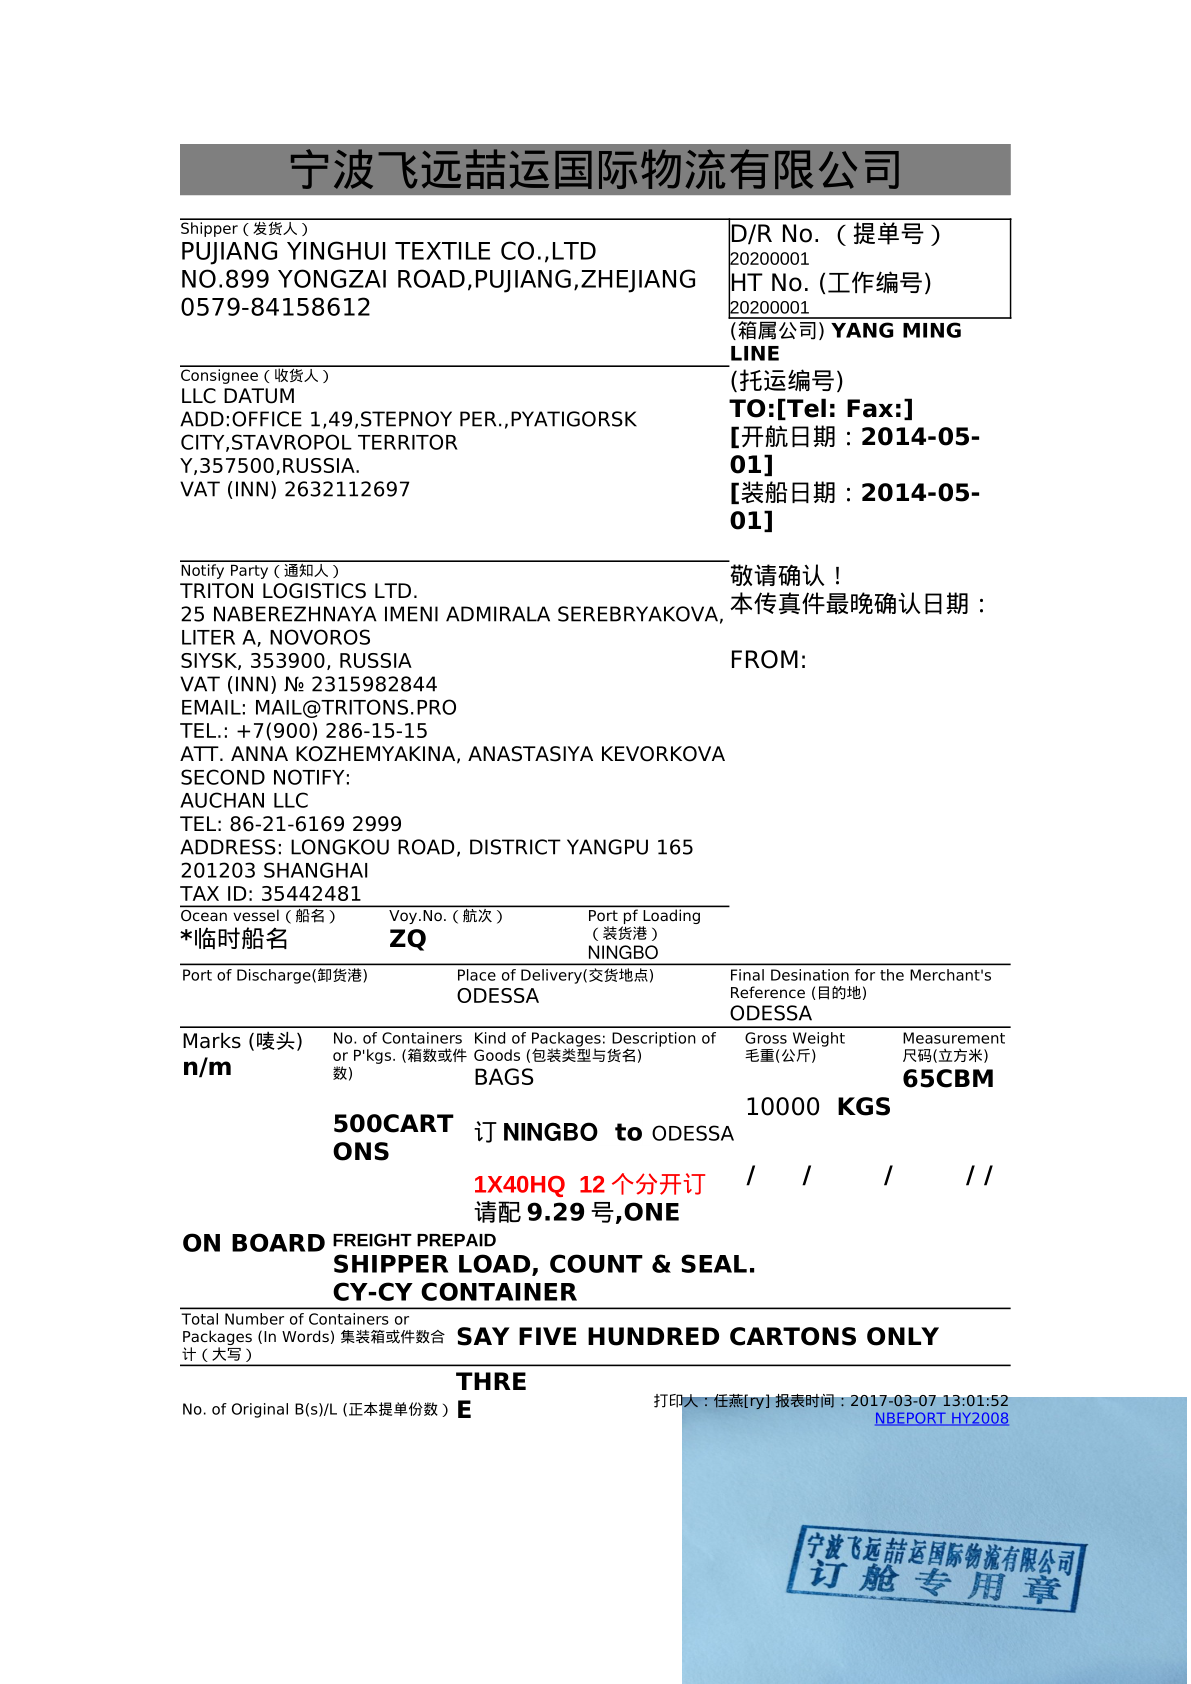 宁波飞远喆运国际物流有限公司
Shipper（发货人）
PUJIANG YINGHUI TEXTILE CO.,LTD
NO.899 YONGZAI ROAD,PUJIANG,ZHEJIANG
0579-84158612
D/R No. （提单号）
20200001
HT No. (工作编号)
20200001
(箱属公司) YANG MING
LINE
(托运编号)
TO:[Tel: Fax:]
[开航日期：2014-05-
01]
[装船日期：2014-05-
01]
敬请确认！
本传真件最晚确认日期：
FROM:
Consignee（收货人）
LLC DATUM
ADD:OFFICE 1,49,STEPNOY PER.,PYATIGORSK
CITY,STAVROPOL TERRITOR
Y,357500,RUSSIA.
VAT (INN) 2632112697
Notify Party（通知人）
TRITON LOGISTICS LTD.
25 NABEREZHNAYA IMENI ADMIRALA SEREBRYAKOVA,
LITER A, NOVOROS
SIYSK, 353900, RUSSIA
VAT (INN) № 2315982844
EMAIL: MAIL@TRITONS.PRO
TEL.: +7(900) 286-15-15
ATT. ANNA KOZHEMYAKINA, ANASTASIYA KEVORKOVA
SECOND NOTIFY:
AUCHAN LLC
TEL: 86-21-6169 2999
ADDRESS: LONGKOU ROAD, DISTRICT YANGPU 165
201203 SHANGHAI
TAX ID: 35442481
Ocean vessel（船名）
*临时船名
Voy.No.（航次）
ZQ
Port pf Loading
（装货港）
NINGBO
Port of Discharge(卸货港)
Place of Delivery(交货地点)
ODESSA
Final Desination for the Merchant's
Reference (目的地)
ODESSA
Marks (唛头)
n/m
No. of Containers
or P'kgs. (箱数或件
数)
500CART
ONS
Kind of Packages: Description of
Goods (包装类型与货名)
BAGS
订 NINGBO to ODESSA
1X40HQ 12 个分开订
请配 9.29 号,ONE
Gross Weight
毛重(公斤)
10000 KGS
Measurement
尺码(立方米)
65CBM
/ / / / /
ON BOARD
FREIGHT PREPAID
SHIPPER LOAD, COUNT & SEAL.
CY-CY CONTAINER
Total Number of Containers or
Packages (In Words) 集装箱或件数合
计（大写）
SAY FIVE HUNDRED CARTONS ONLY
No. of Original B(s)/L (正本提单份数）
THRE
E
打印人：任燕[ry] 报表时间：2017-03-07 13:01:52
NBEPORT HY2008
宁波飞远喆运国际物流有限公司
订舱专用章